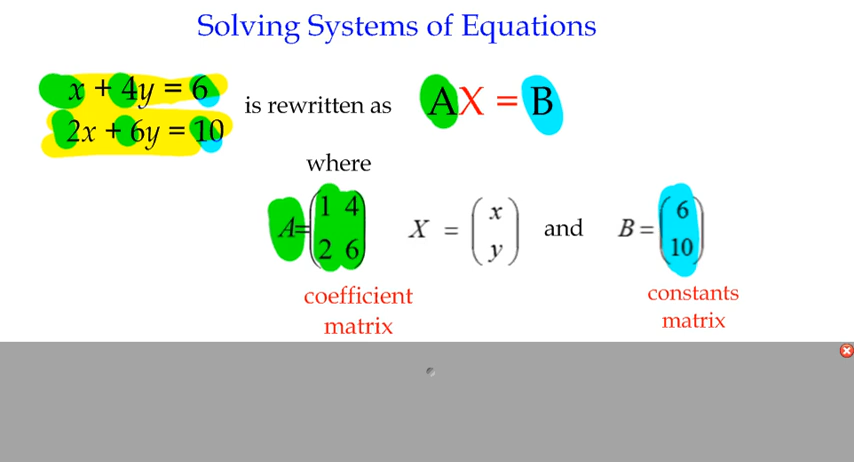 Solving Systems of Equations
x + 4y = 6
2x + 6y = 10
is rewritten as
AX = B
where
A = (1 4
2 6)
X = (x
y)
and
B = (6
10)
coefficient
matrix
constants
matrix